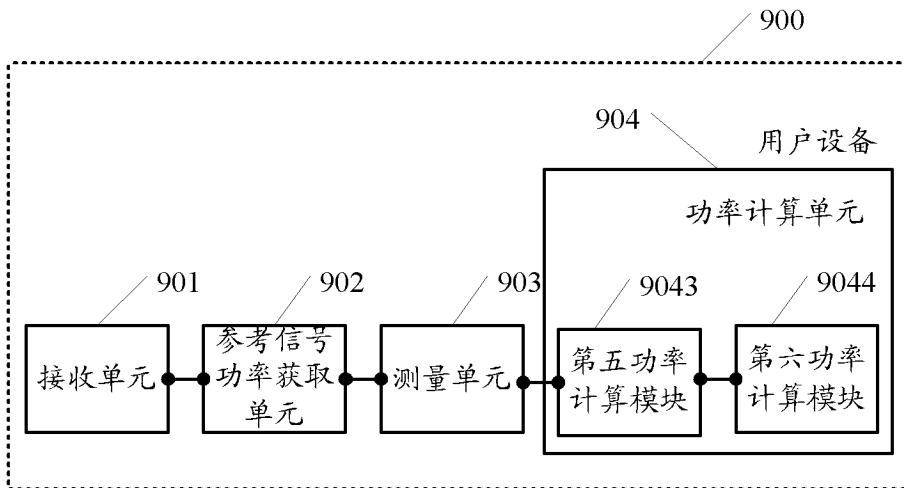 900
904
用户设备
功率计算单元
901
902
903
9043
9044
接收单元
参考信号
功率获取
单元
测量单元
第五功率
计算模块
第六功率
计算模块